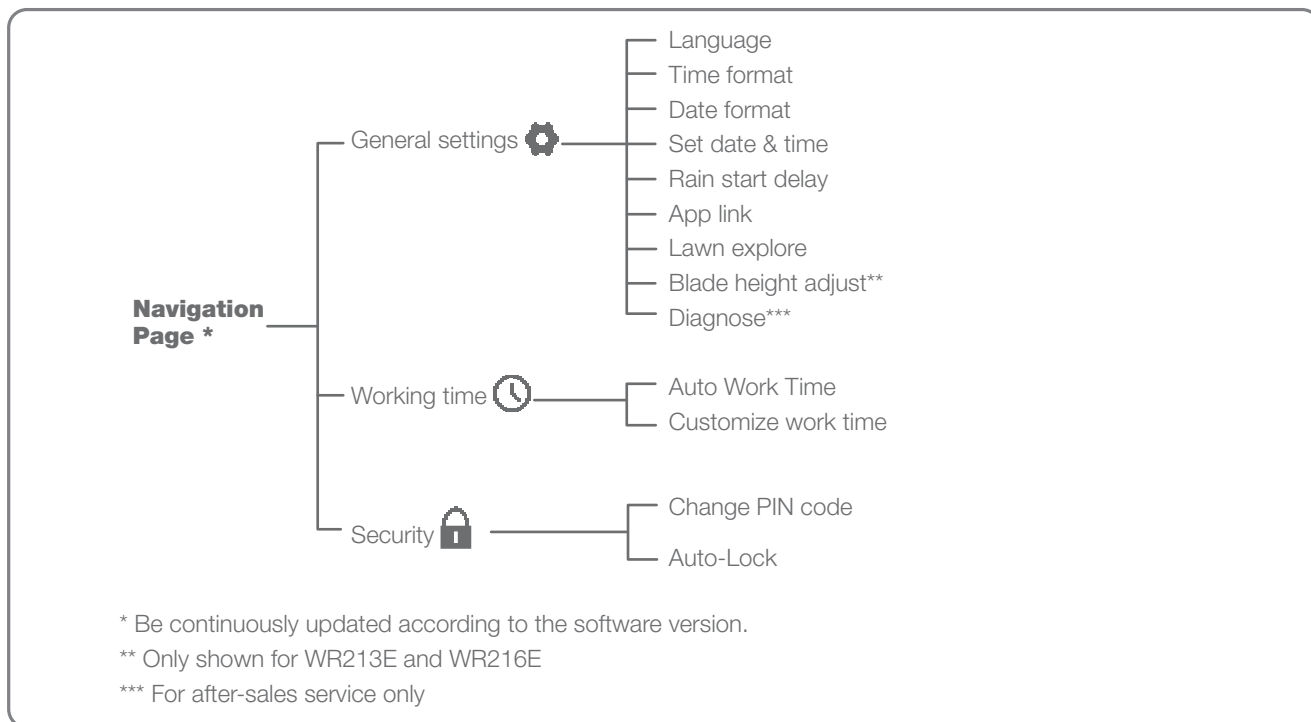 Navigation
Page *
General settings
Language
Time format
Date format
Set date & time
Rain start delay
App link
Lawn explore
Blade height adjust**
Diagnose***
Working time
Auto Work Time
Customize work time
Security
Change PIN code
Auto-Lock
* Be continuously updated according to the software version.
** Only shown for WR213E and WR216E
*** For after-sales service only